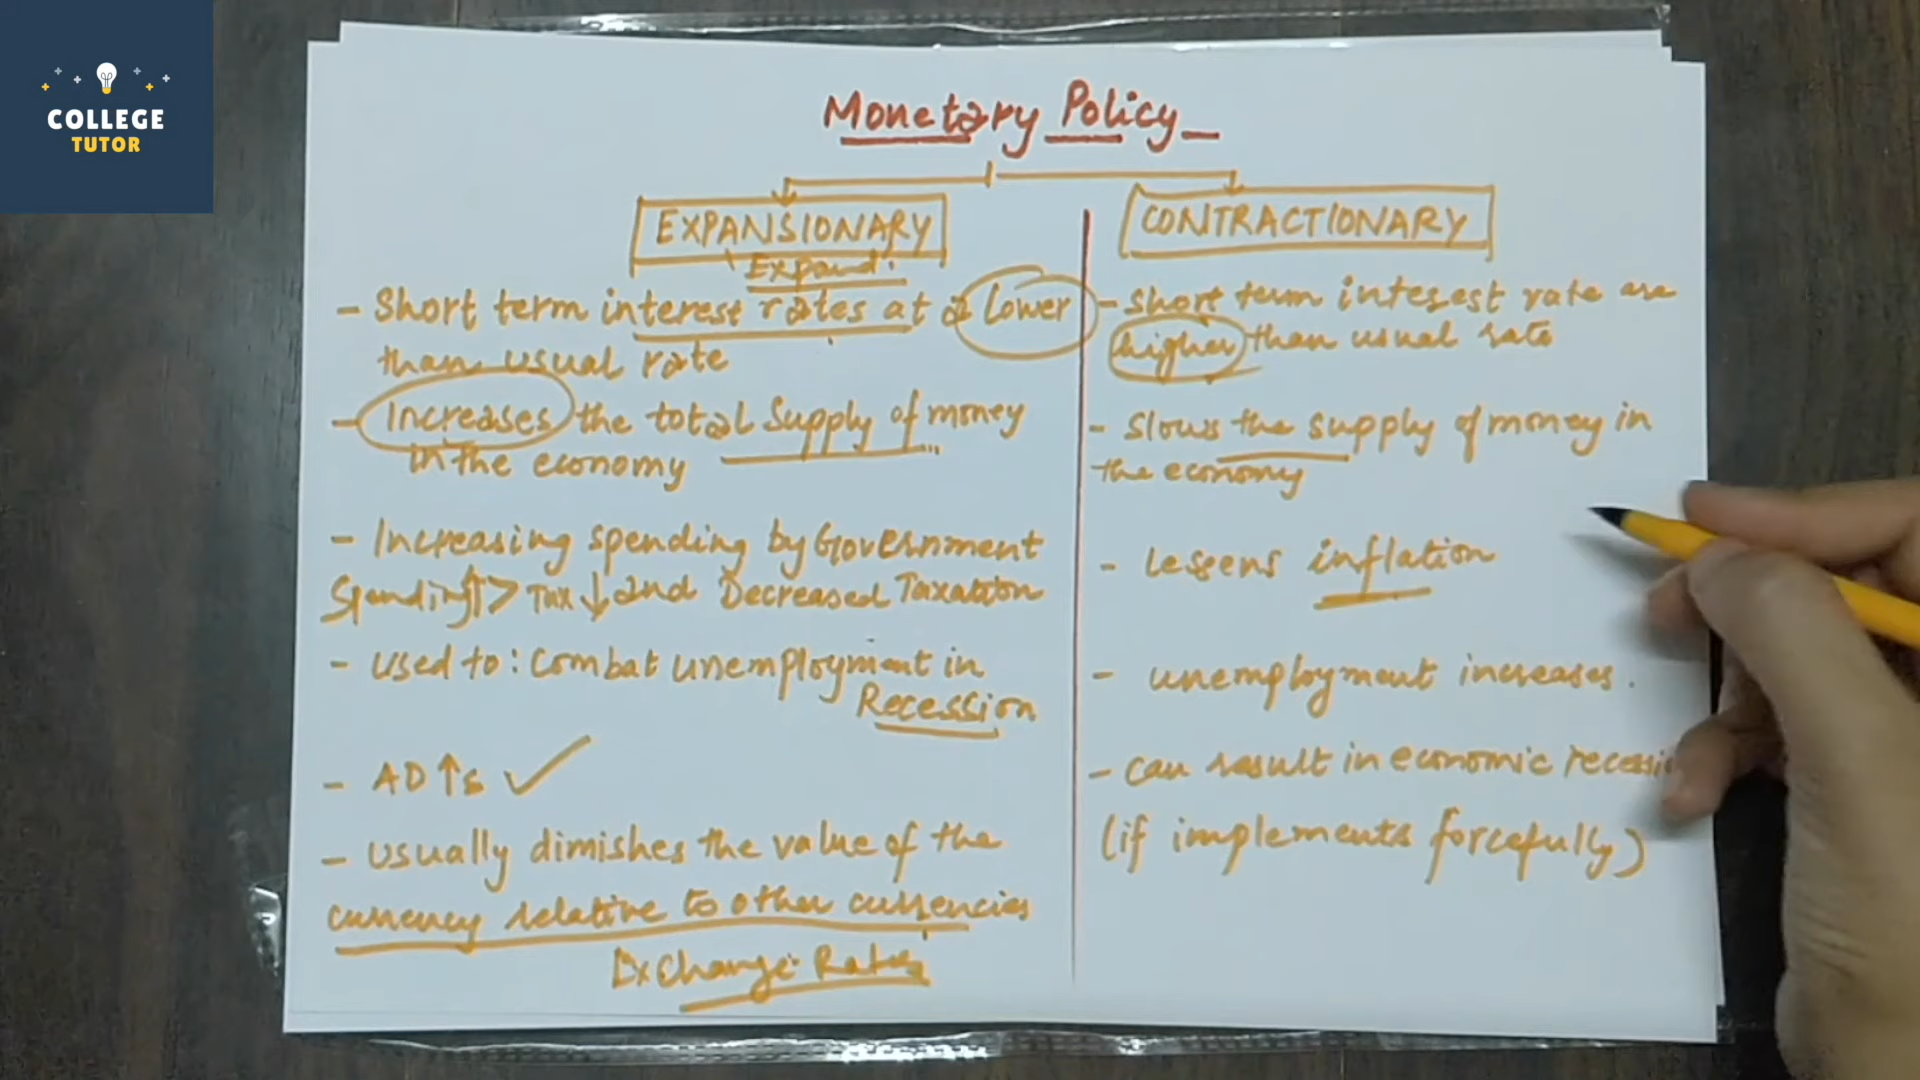 COLLEGE
TUTOR
Monetary Policy
EXPANSIONARY
Expand
- Short term interest rates at a Lower
than usual rate
- Increases the total Supply of money
in the economy
- Increasing spending by Government
Spending ↑ > Tax ↓ and Decreased Taxation
- used to: Combat unemployment in
Recession
- AD ↑s ✓
- usually dimishes the value of the
currency relative to other currencies
Exchange Rates
CONTRACTIONARY
- Short term interest rate are
higher than usual rate
- Slows the supply of money in
the economy
- lessens inflation
- unemployment increases.
- can result in economic recessi
(if implements forcefully)